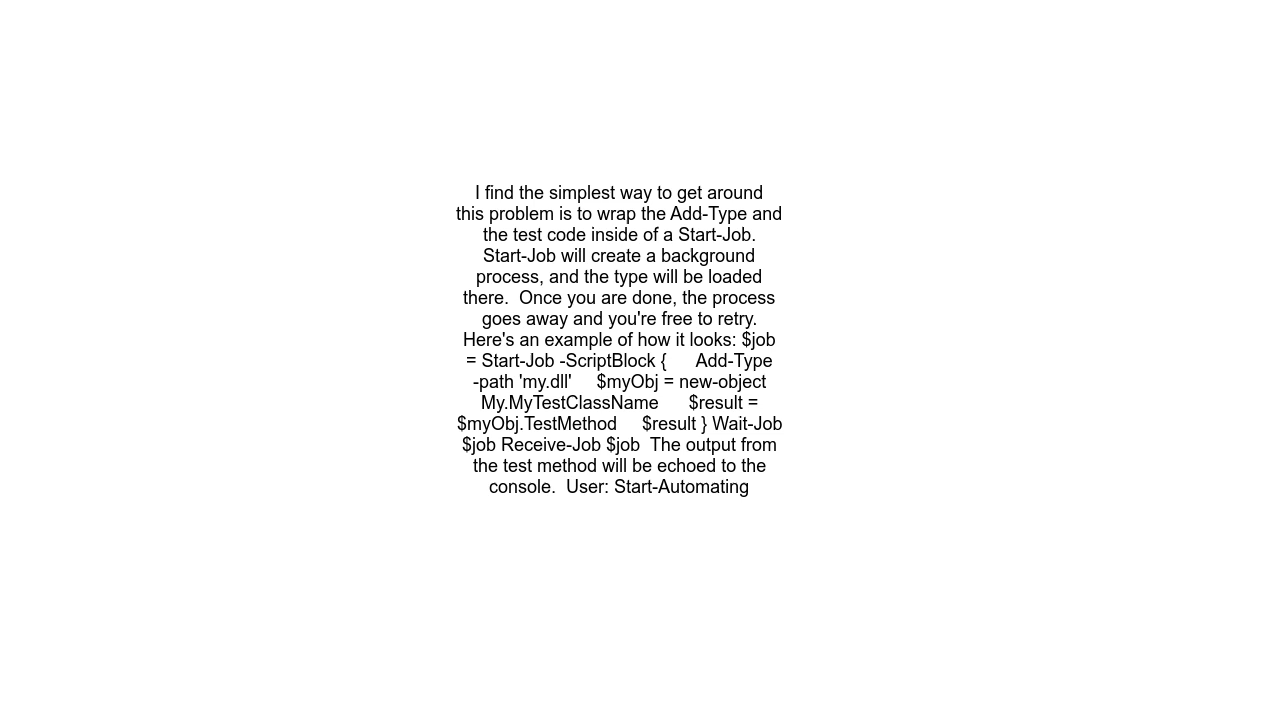 I find the simplest way to get around
this problem is to wrap the Add-Type and
the test code inside of a Start-Job.
Start-Job will create a background
process, and the type will be loaded
there.  Once you are done, the process
goes away and you're free to retry.
Here's an example of how it looks: $job
= Start-Job -ScriptBlock {      Add-Type
-path 'my.dll'     $myObj = new-object
My.MyTestClassName      $result =
$myObj.TestMethod     $result } Wait-Job
$job Receive-Job $job  The output from
the test method will be echoed to the
console.  User: Start-Automating